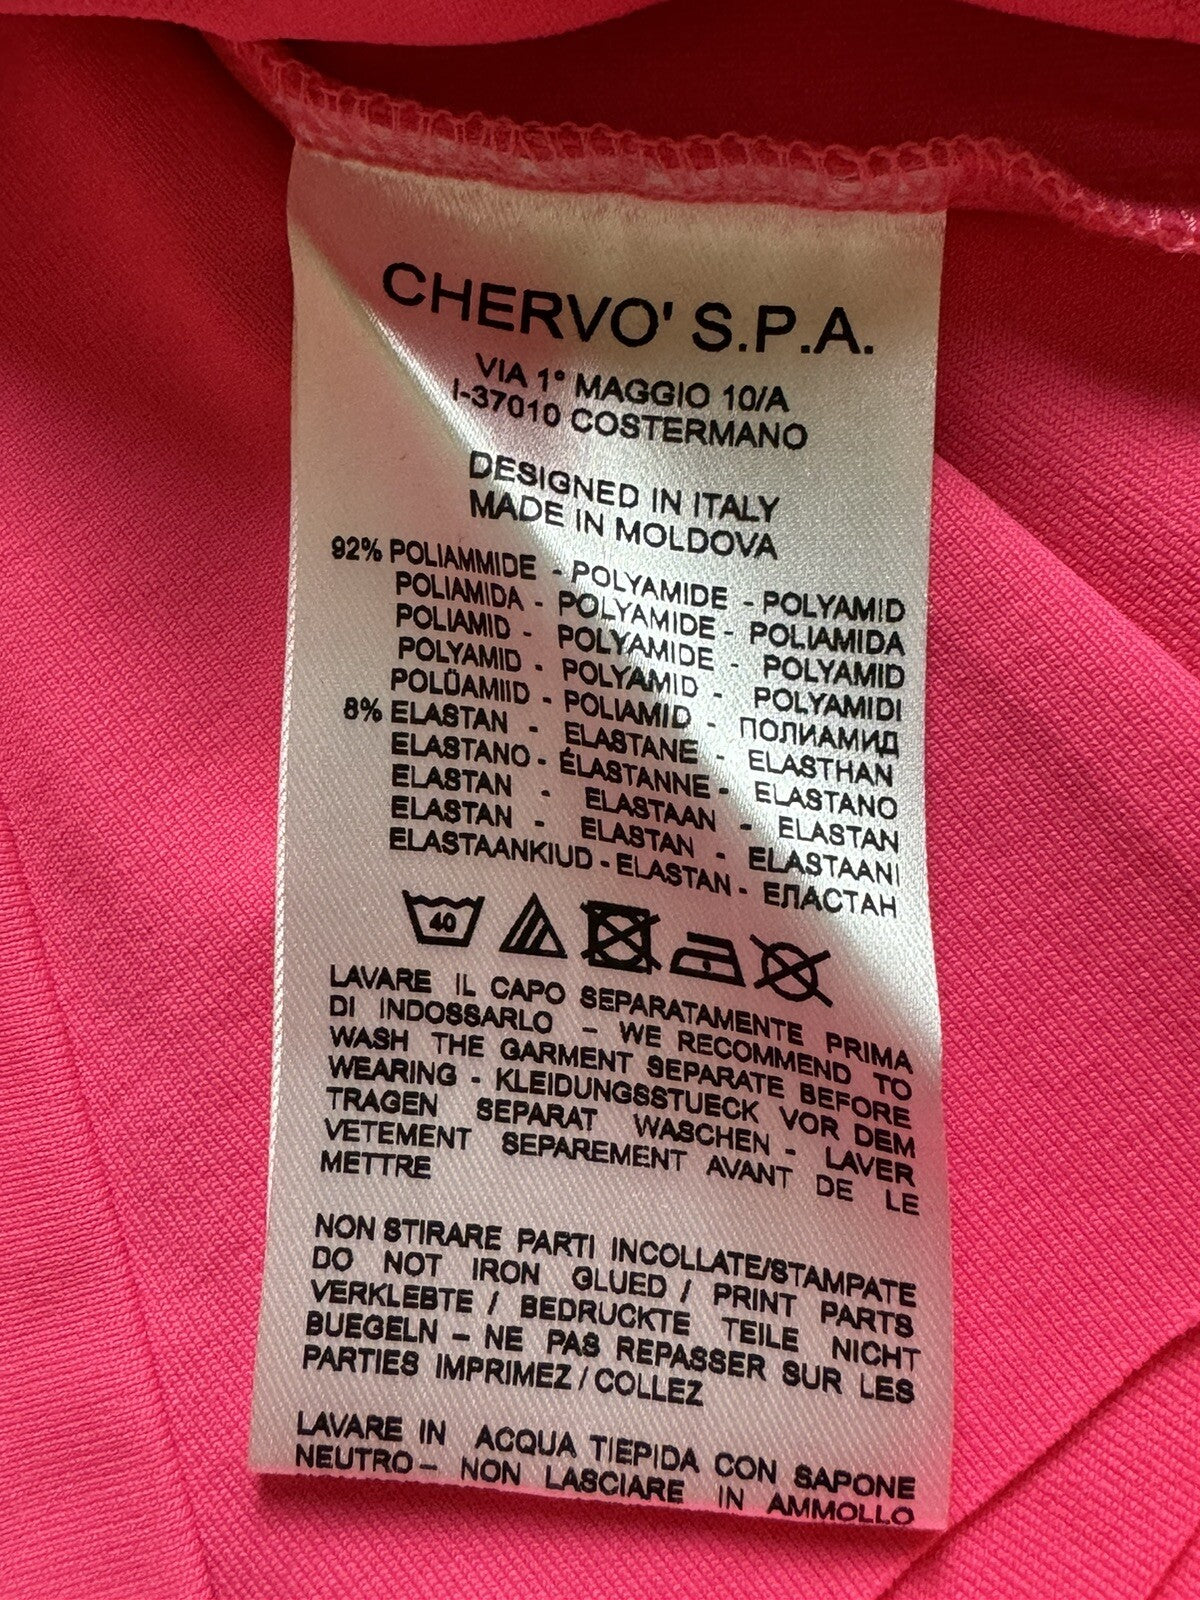 CHERVO' S.P.A.
VIA 1° MAGGIO 10/A
I-37010 COSTERMANO
DESIGNED IN ITALY
MADE IN MOLDOVA
92% POLIAMMIDE - POLYAMIDE - POLYAMID
POLIAMIDA - POLYAMIDE - POLIAMIDA
POLIAMID - POLYAMIDE - POLYAMID
POLYAMID - POLYAMID - POLYAMIDI
POLÜAMIID - POLIAMID - ПОЛИАМИД
8% ELASTAN - ELASTANE - ELASTHAN
ELASTANO - ÉLASTANNE - ELASTANO
ELASTAN - ELASTAAN - ELASTAN
ELASTAN - ELASTAN - ELASTAANI
ELASTAANKIUD - ELASTAN - ЕЛАСТАН
40
LAVARE IL CAPO SEPARATAMENTE PRIMA
DI INDOSSARLO – WE RECOMMEND TO
WASH THE GARMENT SEPARATE BEFORE
WEARING - KLEIDUNGSSTUECK VOR DEM
TRAGEN SEPARAT WASCHEN - LAVER
VETEMENT SEPAREMENT AVANT DE LE
METTRE
NON STIRARE PARTI INCOLLATE/STAMPATE
DO NOT IRON GLUED / PRINT PARTS
VERKLEBTE / BEDRUCKTE TEILE NICHT
BUEGELN – NE PAS REPASSER SUR LES
PARTIES IMPRIMEZ / COLLEZ
LAVARE IN ACQUA TIEPIDA CON SAPONE
NEUTRO – NON LASCIARE IN AMMOLLO